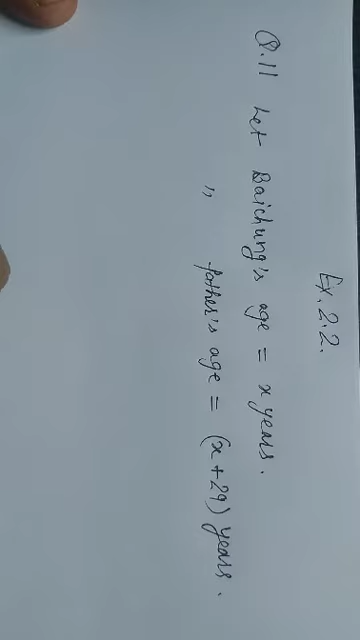 Ex. 2.2.
Q.11 Let Baichung's age = x years.
" father's age = (x+29) years.